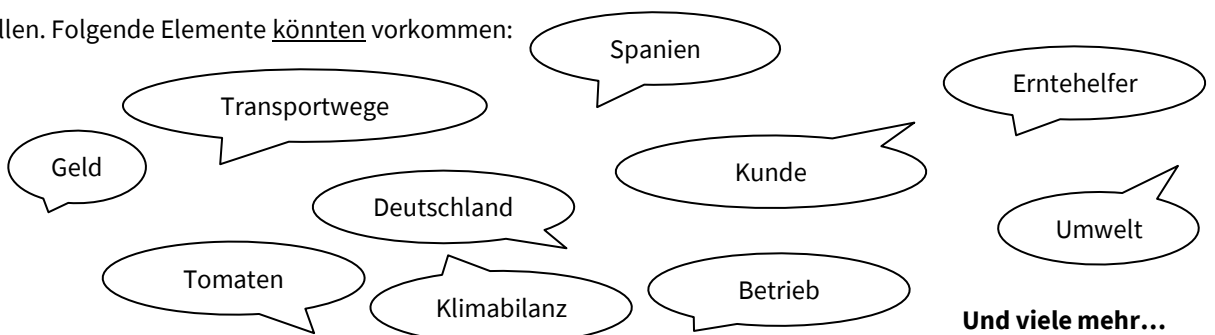 llen. Folgende Elemente könnten vorkommen:
Spanien
Erntehelfer
Transportwege
Geld
Kunde
Deutschland
Umwelt
Tomaten
Klimabilanz
Betrieb
Und viele mehr…